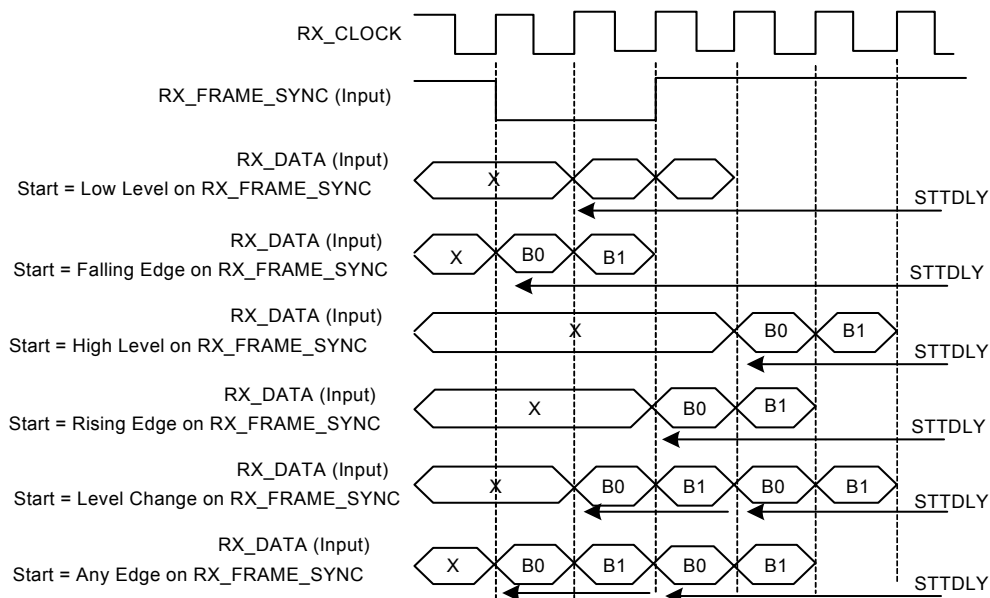 RX_CLOCK
RX_FRAME_SYNC (Input)
RX_DATA (Input)
Start = Low Level on RX_FRAME_SYNC
X
STTDLY
RX_DATA (Input)
Start = Falling Edge on RX_FRAME_SYNC
X B0 B1
STTDLY
RX_DATA (Input)
Start = High Level on RX_FRAME_SYNC
X B0 B1
STTDLY
RX_DATA (Input)
Start = Rising Edge on RX_FRAME_SYNC
X B0 B1
STTDLY
RX_DATA (Input)
Start = Level Change on RX_FRAME_SYNC
X B0 B1 B0 B1
STTDLY
RX_DATA (Input)
Start = Any Edge on RX_FRAME_SYNC
X B0 B1 B0 B1
STTDLY